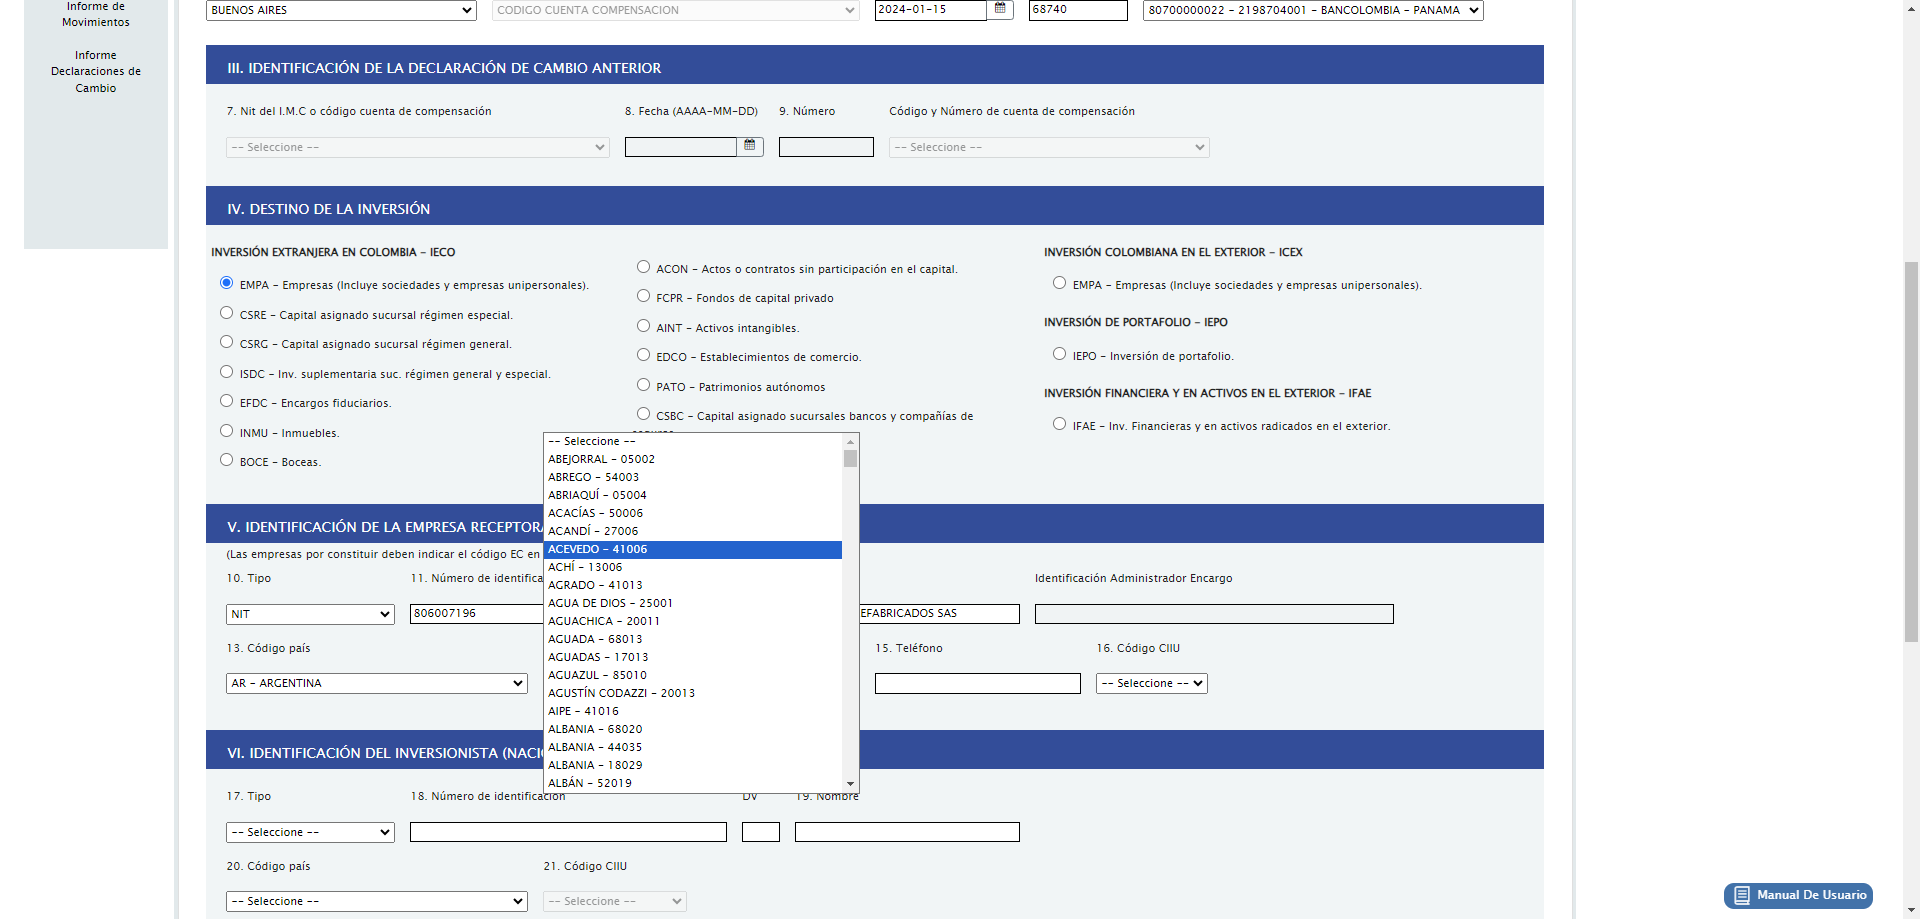 Informe de
Movimientos
Informe
Declaraciones de
Cambio
BUENOS AIRES
CODIGO CUENTA COMPENSACION
2024-01-15
68740
80700000022 - 2198704001 - BANCOLOMBIA - PANAMA
III. IDENTIFICACIÓN DE LA DECLARACIÓN DE CAMBIO ANTERIOR
7. Nit del I.M.C o código cuenta de compensación
8. Fecha (AAAA-MM-DD)
9. Número
Código y Número de cuenta de compensación
-- Seleccione --
-- Seleccione --
IV. DESTINO DE LA INVERSIÓN
INVERSIÓN EXTRANJERA EN COLOMBIA - IECO
EMPA - Empresas (Incluye sociedades y empresas unipersonales).
CSRE - Capital asignado sucursal régimen especial.
CSRG - Capital asignado sucursal régimen general.
ISDC - Inv. suplementaria suc. régimen general y especial.
EFDC - Encargos fiduciarios.
INMU - Inmuebles.
BOCE - Boceas.
ACON - Actos o contratos sin participación en el capital.
FCPR - Fondos de capital privado
AINT - Activos intangibles.
EDCO - Establecimientos de comercio.
PATO - Patrimonios autónomos
CSBC - Capital asignado sucursales bancos y compañías de
INVERSIÓN COLOMBIANA EN EL EXTERIOR - ICEX
EMPA - Empresas (Incluye sociedades y empresas unipersonales).
INVERSIÓN DE PORTAFOLIO - IEPO
IEPO - Inversión de portafolio.
INVERSIÓN FINANCIERA Y EN ACTIVOS EN EL EXTERIOR - IFAE
IFAE - Inv. Financieras y en activos radicados en el exterior.
-- Seleccione --
ABEJORRAL - 05002
ABREGO - 54003
ABRIAQUÍ - 05004
ACACÍAS - 50006
ACANDÍ - 27006
ACEVEDO - 41006
ACHÍ - 13006
AGRADO - 41013
AGUA DE DIOS - 25001
AGUACHICA - 20011
AGUADA - 68013
AGUADAS - 17013
AGUAZUL - 85010
AGUSTÍN CODAZZI - 20013
AIPE - 41016
ALBANIA - 68020
ALBANIA - 44035
ALBANIA - 18029
ALBÁN - 52019
V. IDENTIFICACIÓN DE LA EMPRESA RECEPTORA
(Las empresas por constituir deben indicar el código EC en
10. Tipo
11. Número de identifica
Identificación Administrador Encargo
NIT
806007196
EFABRICADOS SAS
13. Código país
15. Teléfono
16. Código CIIU
AR - ARGENTINA
-- Seleccione --
VI. IDENTIFICACIÓN DEL INVERSIONISTA (NACI
17. Tipo
18. Número de identificación
DV
19. Nombre
-- Seleccione --
20. Código país
21. Código CIIU
-- Seleccione --
-- Seleccione --
Manual De Usuario